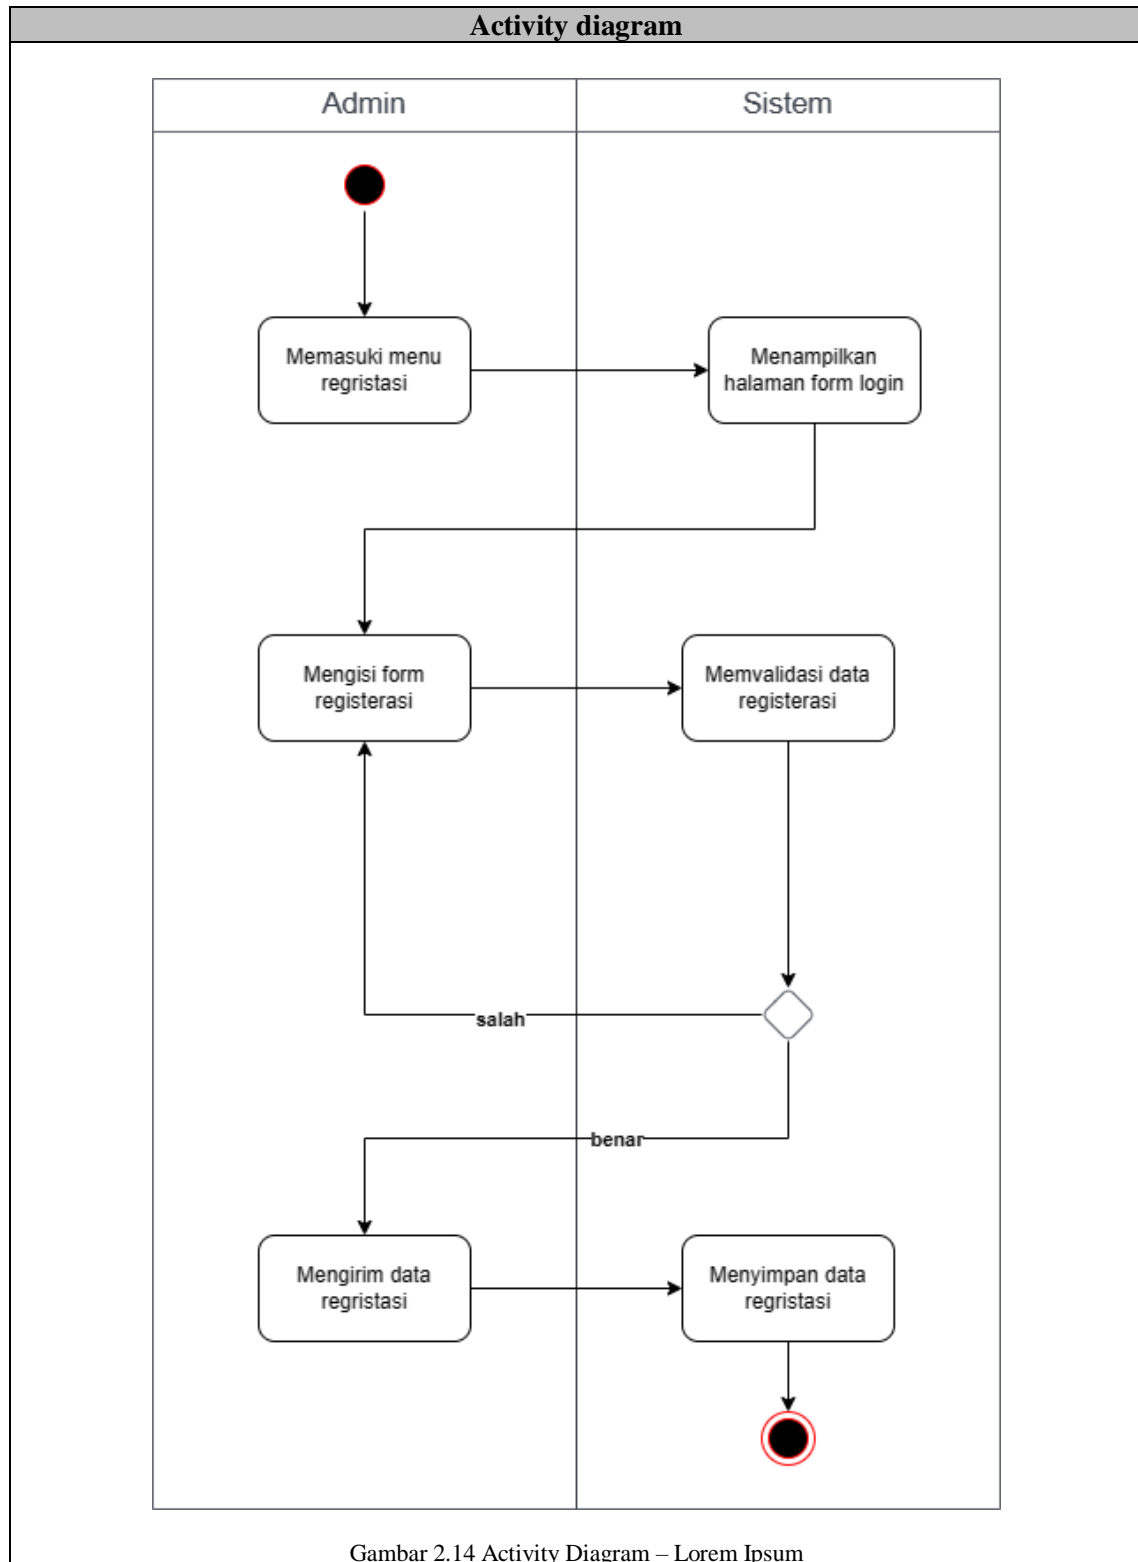 Activity diagram
Admin
Sistem
Memasuki menu
regristasi
Menampilkan
halaman form login
Mengisi form
registerasi
Memvalidasi data
registerasi
salah
benar
Mengirim data
regristasi
Menyimpan data
regristasi
Gambar 2.14 Activity Diagram – Lorem Ipsum